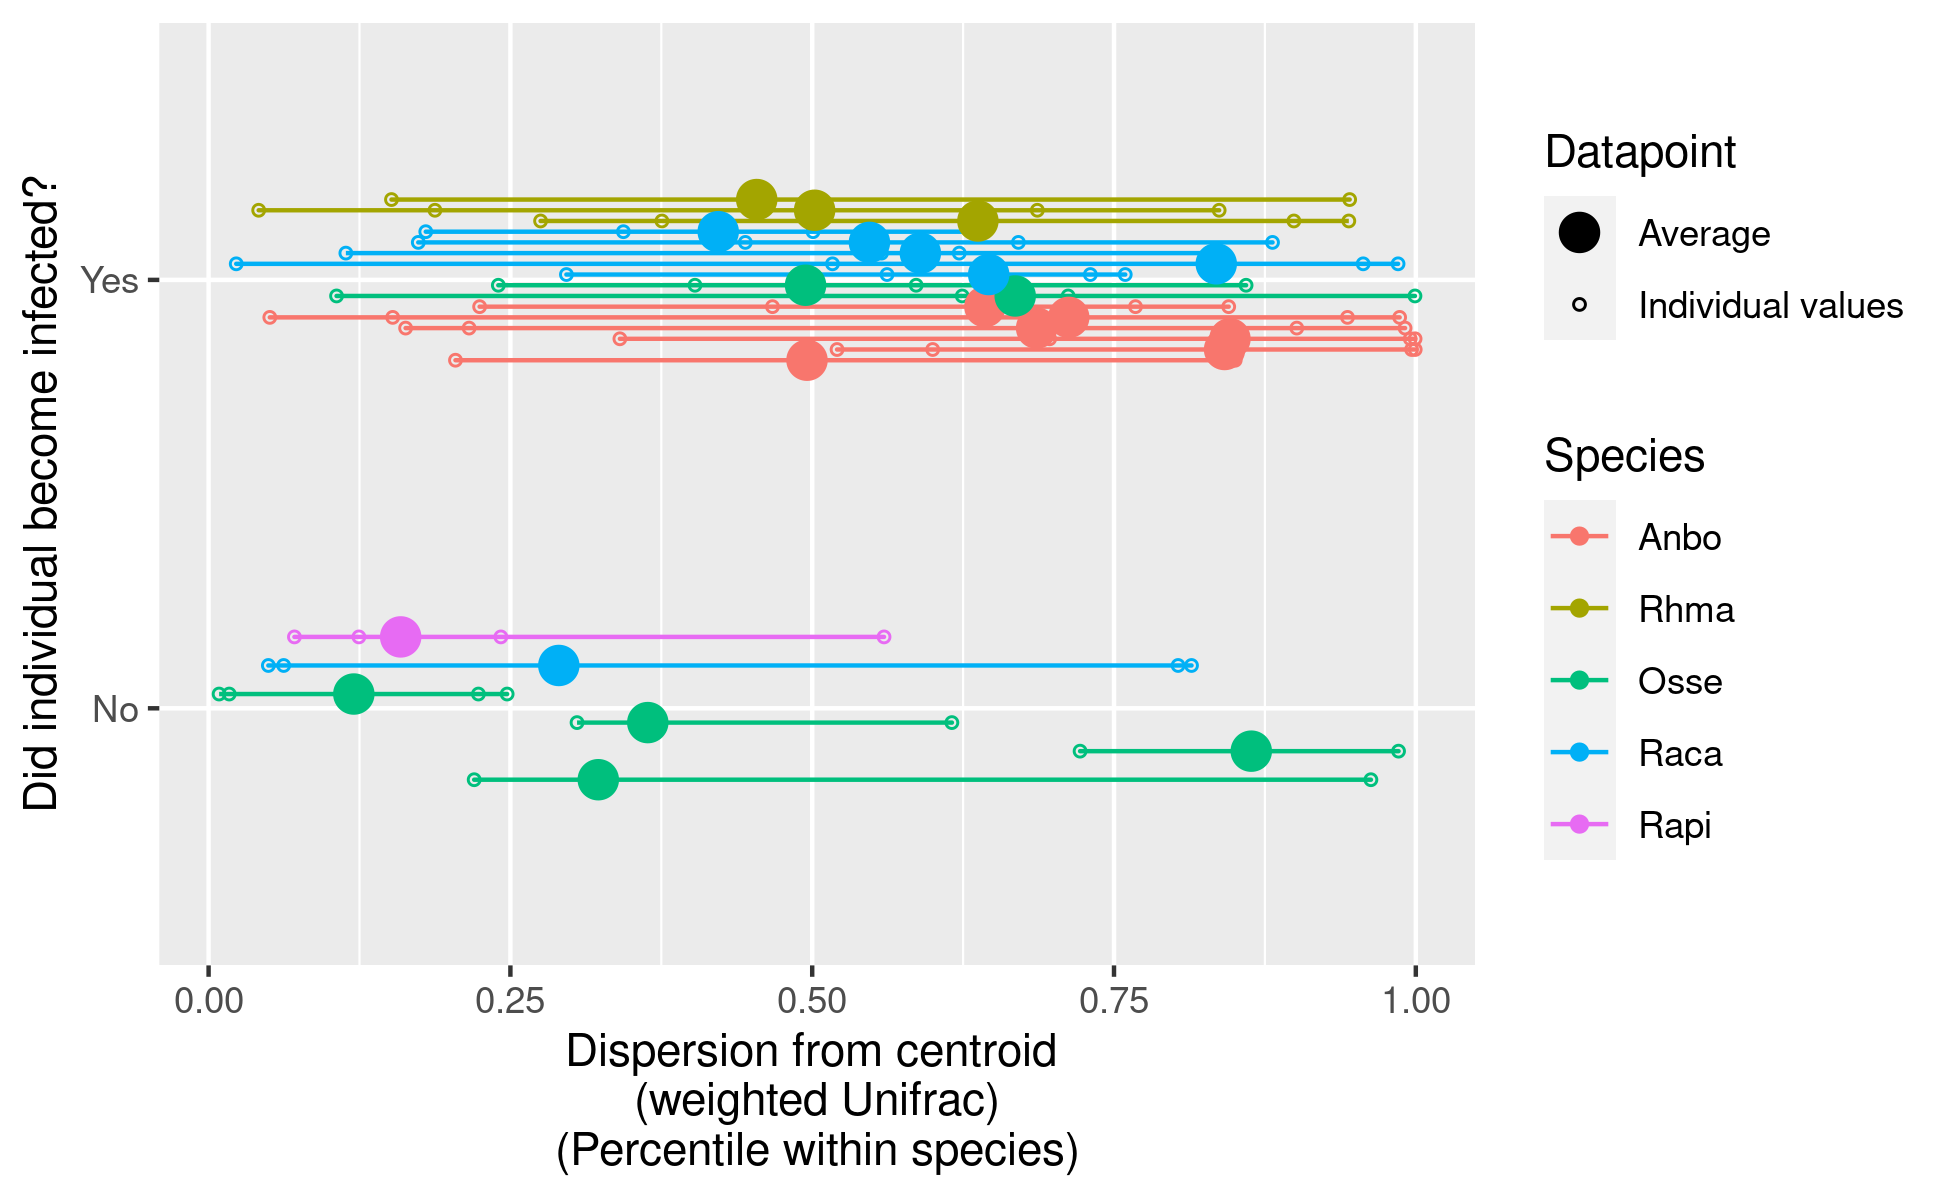 Did individual become infected?
Yes
No
0.00
0.25
0.50
0.75
1.00
Dispersion from centroid
(weighted Unifrac)
(Percentile within species)
Datapoint
Average
Individual values
Species
Anbo
Rhma
Osse
Raca
Rapi